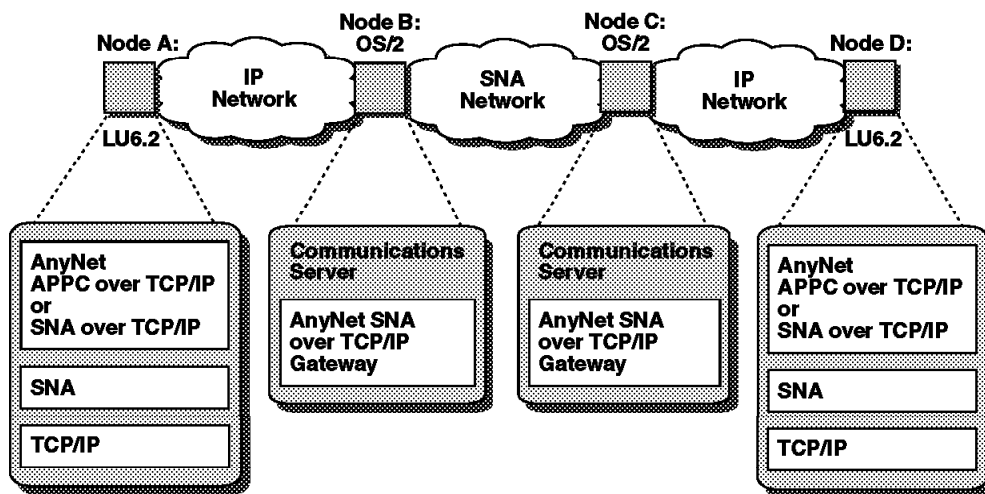 Node A:
IP
Network
Node B:
OS/2
SNA
Network
Node C:
OS/2
IP
Network
Node D:
LU6.2
LU6.2
AnyNet
APPC over TCP/IP
or
SNA over TCP/IP
SNA
TCP/IP
Communications
Server
AnyNet SNA
over TCP/IP
Gateway
Communications
Server
AnyNet SNA
over TCP/IP
Gateway
AnyNet
APPC over TCP/IP
or
SNA over TCP/IP
SNA
TCP/IP